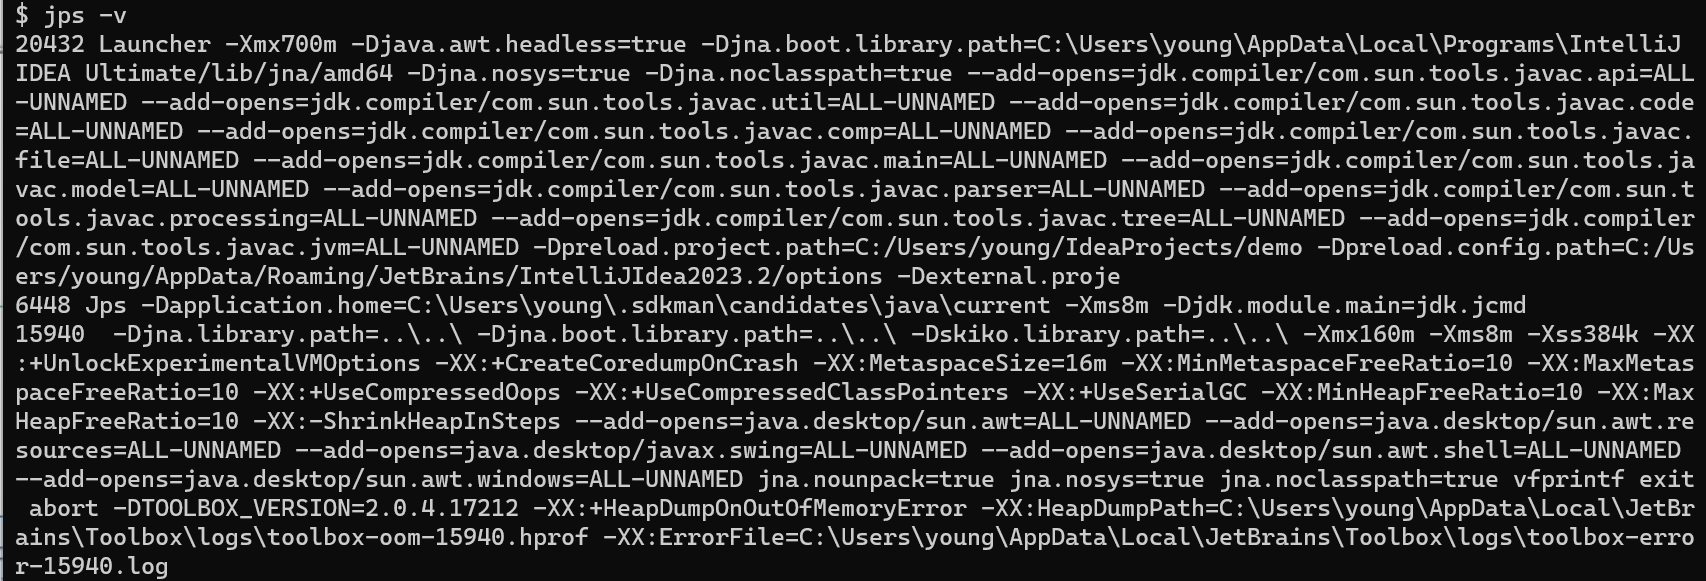 $ jps -v
20432 Launcher -Xmx700m -Djava.awt.headless=true -Djna.boot.library.path=C:\Users\young\AppData\Local\Programs\IntelliJ
IDEA Ultimate/lib/jna/amd64 -Djna.nosys=true -Djna.noclasspath=true --add-opens=jdk.compiler/com.sun.tools.javac.api=ALL
-UNNAMED --add-opens=jdk.compiler/com.sun.tools.javac.util=ALL-UNNAMED --add-opens=jdk.compiler/com.sun.tools.javac.code
=ALL-UNNAMED --add-opens=jdk.compiler/com.sun.tools.javac.comp=ALL-UNNAMED --add-opens=jdk.compiler/com.sun.tools.javac.
file=ALL-UNNAMED --add-opens=jdk.compiler/com.sun.tools.javac.main=ALL-UNNAMED --add-opens=jdk.compiler/com.sun.tools.ja
vac.model=ALL-UNNAMED --add-opens=jdk.compiler/com.sun.tools.javac.parser=ALL-UNNAMED --add-opens=jdk.compiler/com.sun.t
ools.javac.processing=ALL-UNNAMED --add-opens=jdk.compiler/com.sun.tools.javac.tree=ALL-UNNAMED --add-opens=jdk.compiler
/com.sun.tools.javac.jvm=ALL-UNNAMED -Dpreload.project.path=C:/Users/young/IdeaProjects/demo -Dpreload.config.path=C:/Us
ers/young/AppData/Roaming/JetBrains/IntelliJIdea2023.2/options -Dexternal.proje
6448 Jps -Dapplication.home=C:\Users\young\.sdkman\candidates\java\current -Xms8m -Djdk.module.main=jdk.jcmd
15940  -Djna.library.path=..\..\ -Djna.boot.library.path=..\..\ -Dskiko.library.path=..\..\ -Xmx160m -Xms8m -Xss384k -XX
:+UnlockExperimentalVMOptions -XX:+CreateCoredumpOnCrash -XX:MetaspaceSize=16m -XX:MinMetaspaceFreeRatio=10 -XX:MaxMetas
paceFreeRatio=10 -XX:+UseCompressedOops -XX:+UseCompressedClassPointers -XX:+UseSerialGC -XX:MinHeapFreeRatio=10 -XX:Max
HeapFreeRatio=10 -XX:-ShrinkHeapInSteps --add-opens=java.desktop/sun.awt=ALL-UNNAMED --add-opens=java.desktop/sun.awt.re
sources=ALL-UNNAMED --add-opens=java.desktop/javax.swing=ALL-UNNAMED --add-opens=java.desktop/sun.awt.shell=ALL-UNNAMED
--add-opens=java.desktop/sun.awt.windows=ALL-UNNAMED jna.nounpack=true jna.nosys=true jna.noclasspath=true vfprintf exit
 abort -DTOOLBOX_VERSION=2.0.4.17212 -XX:+HeapDumpOnOutOfMemoryError -XX:HeapDumpPath=C:\Users\young\AppData\Local\JetBr
ains\Toolbox\logs\toolbox-oom-15940.hprof -XX:ErrorFile=C:\Users\young\AppData\Local\JetBrains\Toolbox\logs\toolbox-erro
r-15940.log